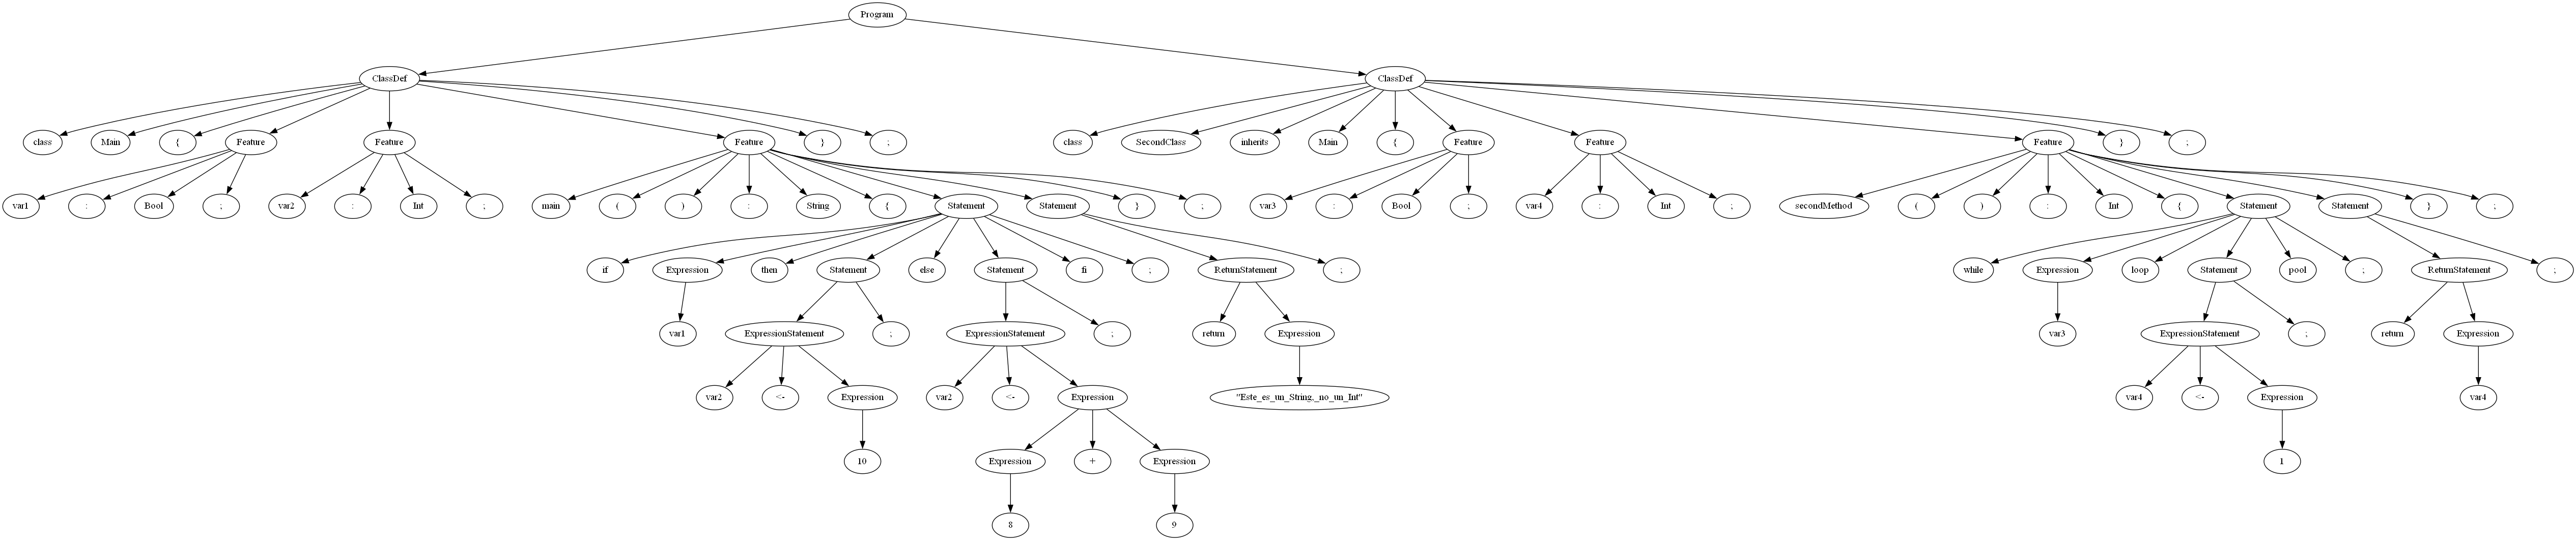 Program
ClassDef ClassDef
class Main { Feature Feature Feature } ; class SecondClass inherits Main { Feature Feature Feature } ;
var1 : Bool ; var2 : Int ; main ( ) : String { Statement Statement } ; var3 : Bool ; var4 : Int ; secondMethod ( ) : Int { Statement Statement } ;
if Expression then Statement else Statement fi ; ReturnStatement ; while Expression loop Statement pool ; ReturnStatement ;
var1 ExpressionStatement ; ExpressionStatement ; return Expression var3 ExpressionStatement ; return Expression
var2 <- Expression var2 <- Expression "Este_es_un_String,_no_un_Int" var4 <- Expression var4
10 Expression + Expression 1
8 9